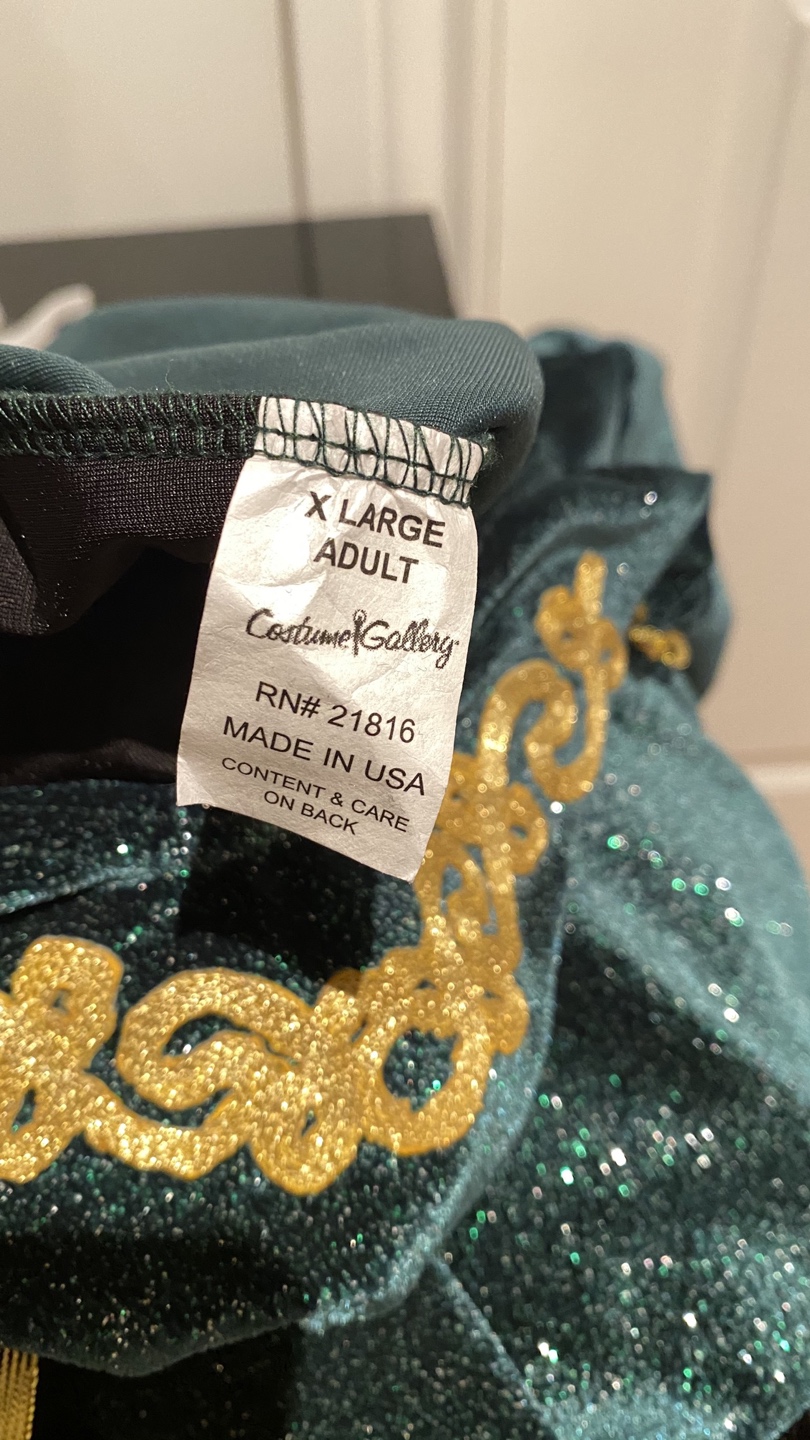 X LARGE
ADULT
Costume Gallery
RN# 21816
MADE IN USA
CONTENT & CARE
ON BACK